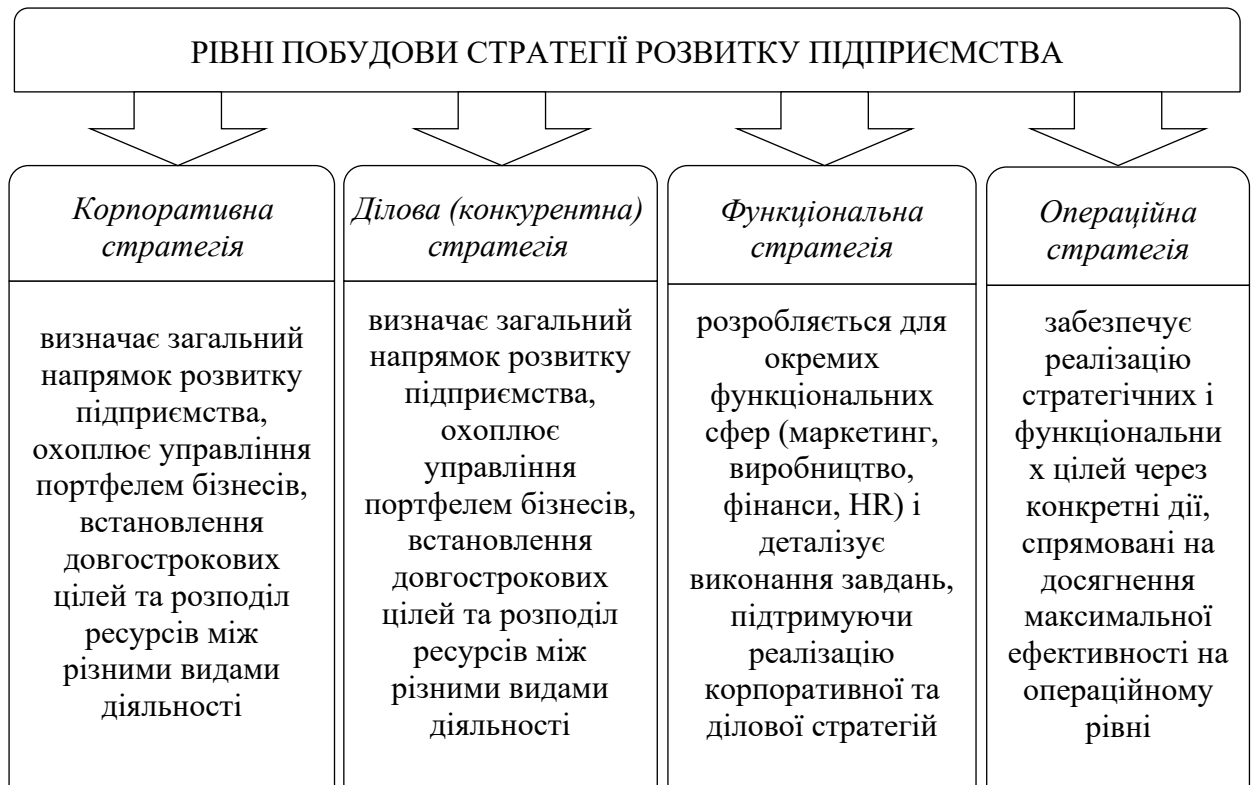 РІВНІ ПОБУДОВИ СТРАТЕГІЇ РОЗВИТКУ ПІДПРИЄМСТВА
Корпоративна
стратегія
визначає загальний
напрямок розвитку
підприємства,
охоплює управління
портфелем бізнесів,
встановлення
довгострокових
цілей та розподіл
ресурсів між
різними видами
діяльності
Ділова (конкурентна)
стратегія
визначає загальний
напрямок розвитку
підприємства,
охоплює
управління
портфелем бізнесів,
встановлення
довгострокових
цілей та розподіл
ресурсів між
різними видами
діяльності
Функціональна
стратегія
розробляється для
окремих
функціональних
сфер (маркетинг,
виробництво,
фінанси, HR) і
деталізує
виконання завдань,
підтримуючи
реалізацію
корпоративної та
ділової стратегій
Операційна
стратегія
забезпечує
реалізацію
стратегічних і
функціональни
х цілей через
конкретні дії,
спрямовані на
досягнення
максимальної
ефективності на
операційному
рівні